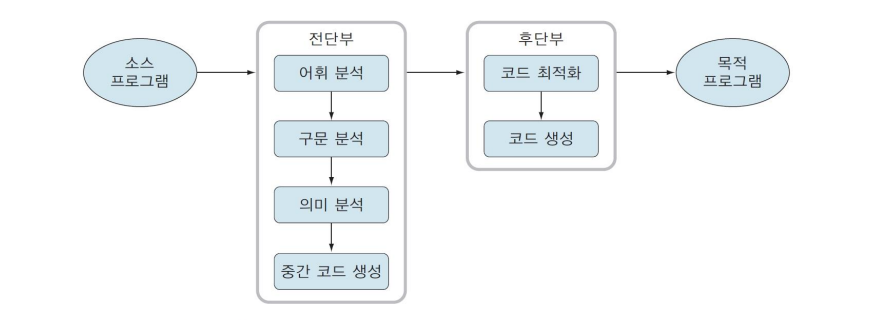 소스
프로그램
전단부
어휘 분석
구문 분석
의미 분석
중간 코드 생성
후단부
코드 최적화
코드 생성
목적
프로그램